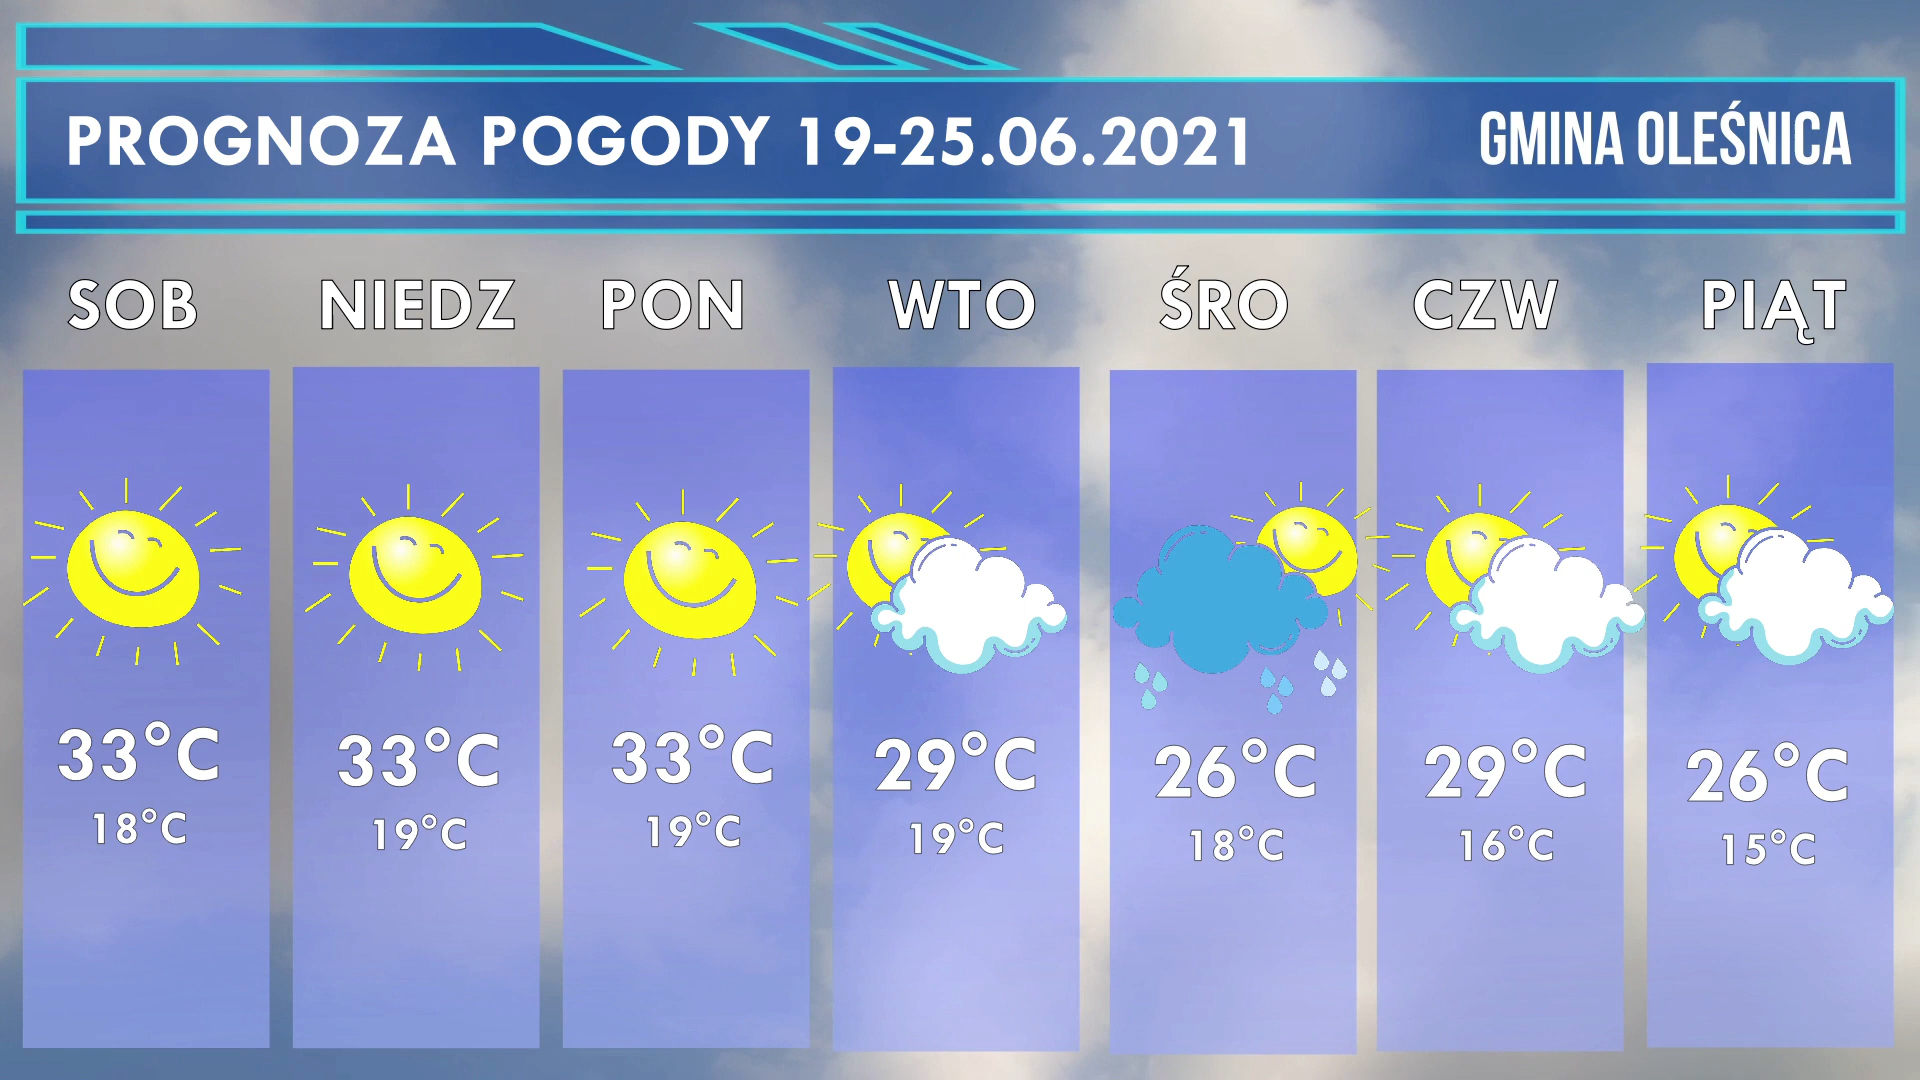 PROGNOZA POGODY 19-25.06.2021
GMINA OLEŚNICA
SOB NIEDZ PON WTO ŚRO CZW PIĄT
33°C 33°C 33°C 29°C 26°C 29°C 26°C
18°C 19°C 19°C 19°C 18°C 16°C 15°C